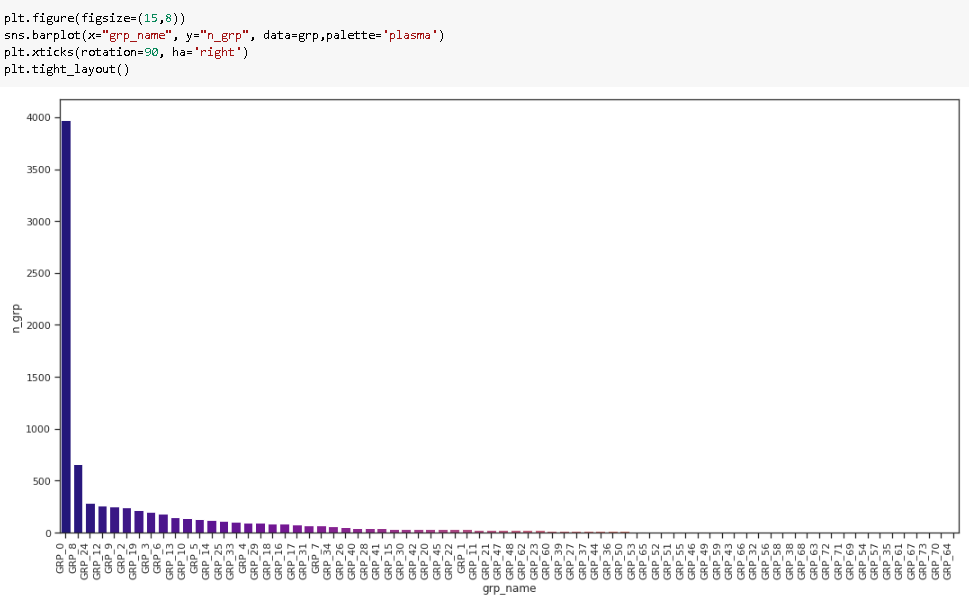 plt.figure(figsize=(15,8))
sns.barplot(x="grp_name", y="n_grp", data=grp,palette='plasma')
plt.xticks(rotation=90, ha='right')
plt.tight_layout()
4000
3500
3000
2500
2000
1500
1000
500
0
n_grp
GRP_0
GRP_8
GRP_24
GRP_12
GRP_9
GRP_2
GRP_19
GRP_3
GRP_6
GRP_13
GRP_10
GRP_5
GRP_14
GRP_25
GRP_33
GRP_4
GRP_29
GRP_18
GRP_16
GRP_17
GRP_31
GRP_7
GRP_34
GRP_26
GRP_40
GRP_28
GRP_41
GRP_15
GRP_30
GRP_42
GRP_20
GRP_45
GRP_22
GRP_1
GRP_11
GRP_21
GRP_47
GRP_48
GRP_62
GRP_23
GRP_60
GRP_39
GRP_27
GRP_37
GRP_44
GRP_36
GRP_50
GRP_53
GRP_65
GRP_52
GRP_51
GRP_55
GRP_46
GRP_49
GRP_59
GRP_43
GRP_66
GRP_32
GRP_56
GRP_58
GRP_38
GRP_68
GRP_63
GRP_72
GRP_71
GRP_69
GRP_54
GRP_57
GRP_35
GRP_61
GRP_67
GRP_73
GRP_70
GRP_64
grp_name